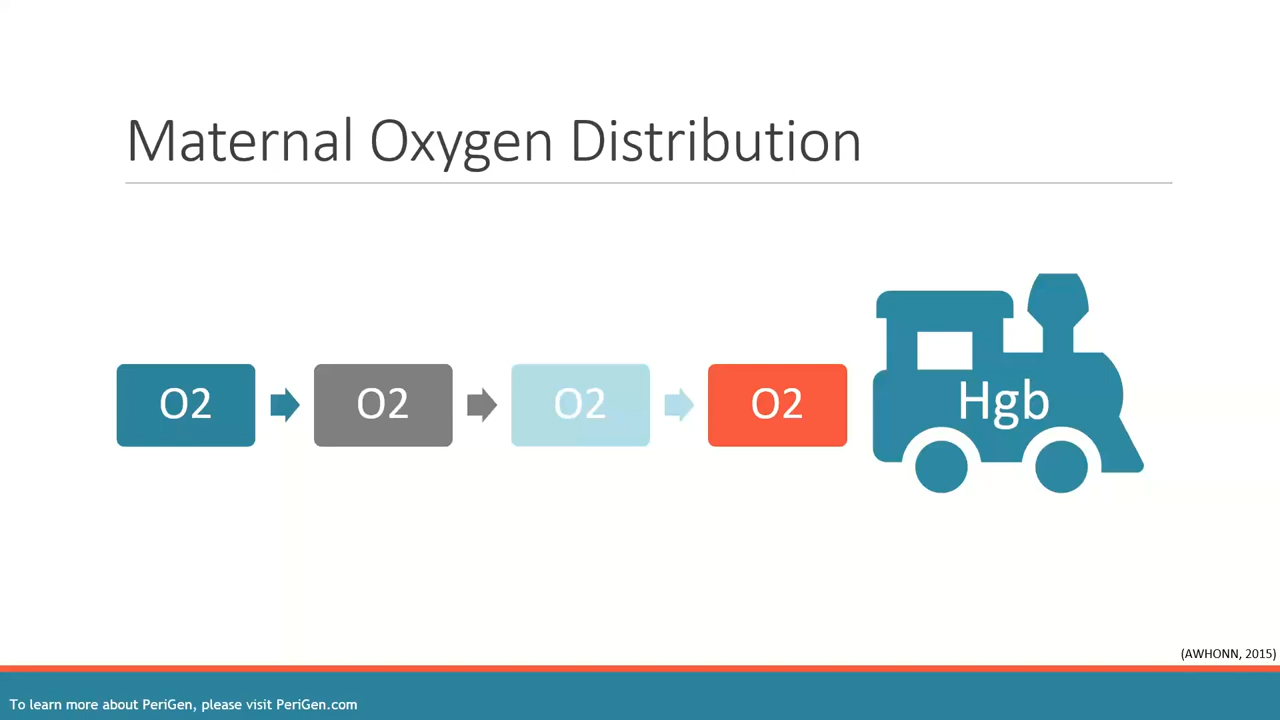 Maternal Oxygen Distribution
O2
O2
O2
O2
Hgb
(AWHONN, 2015)
To learn more about PeriGen, please visit PeriGen.com